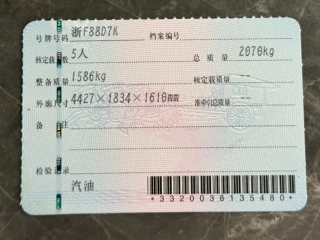 号牌号码 浙F88D7K 档案编号
核定载人数 5人 总质量 2070kg
整备质量 1586kg 核定载质量 --
外廓尺寸 4427×1834×1610mm 准牵引总质量 --
备注
检验记录
汽油
*3320038135480*